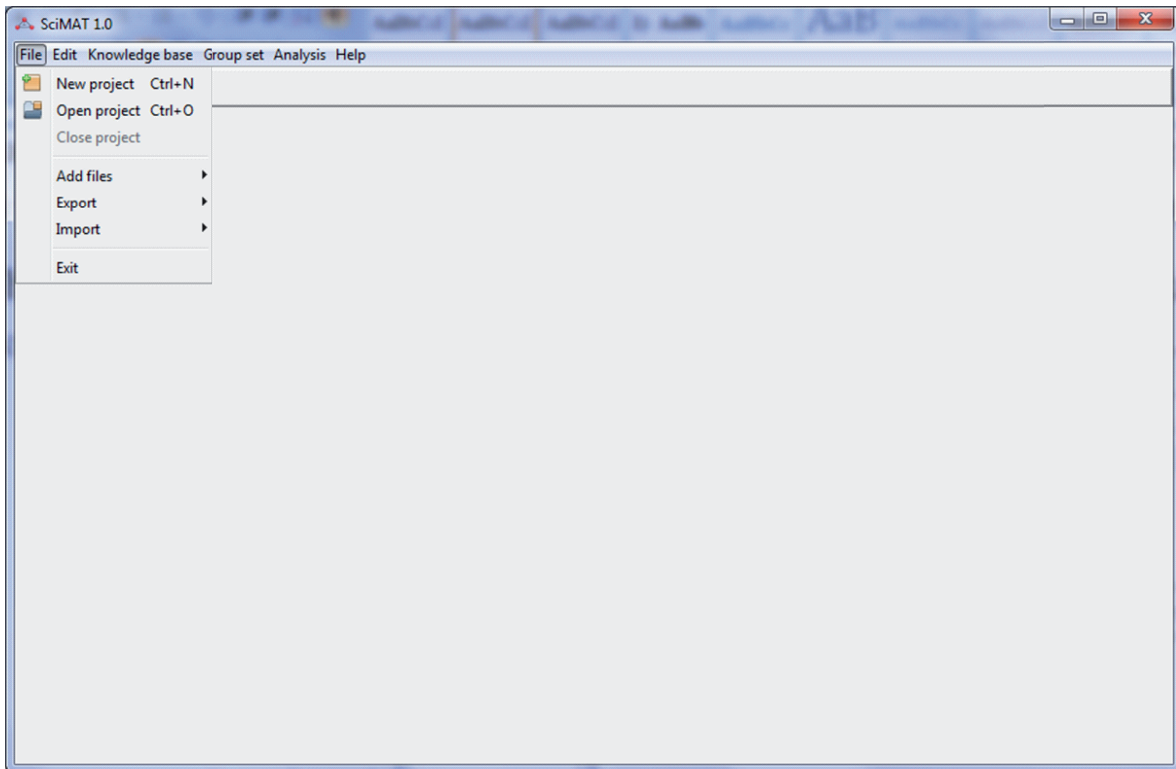 SciMAT 1.0
File Edit Knowledge base Group set Analysis Help
New project Ctrl+N
Open project Ctrl+O
Close project
Add files
Export
Import
Exit